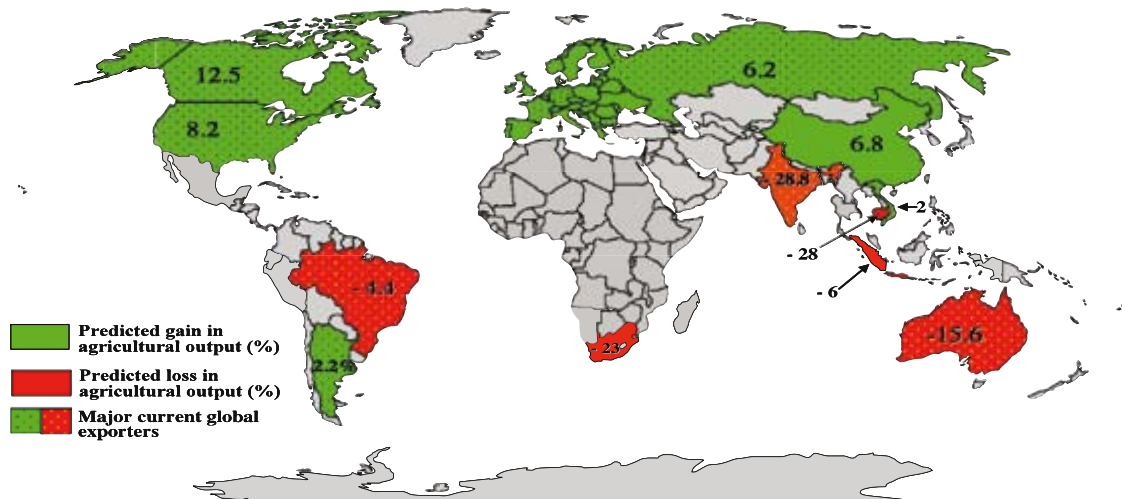 12.5
6.2
8.2
6.8
- 28.8
2
- 28
- 6
- 4.4
-15.6
- 23
2.2%
Predicted gain in
agricultural output (%)
Predicted loss in
agricultural output (%)
Major current global
exporters